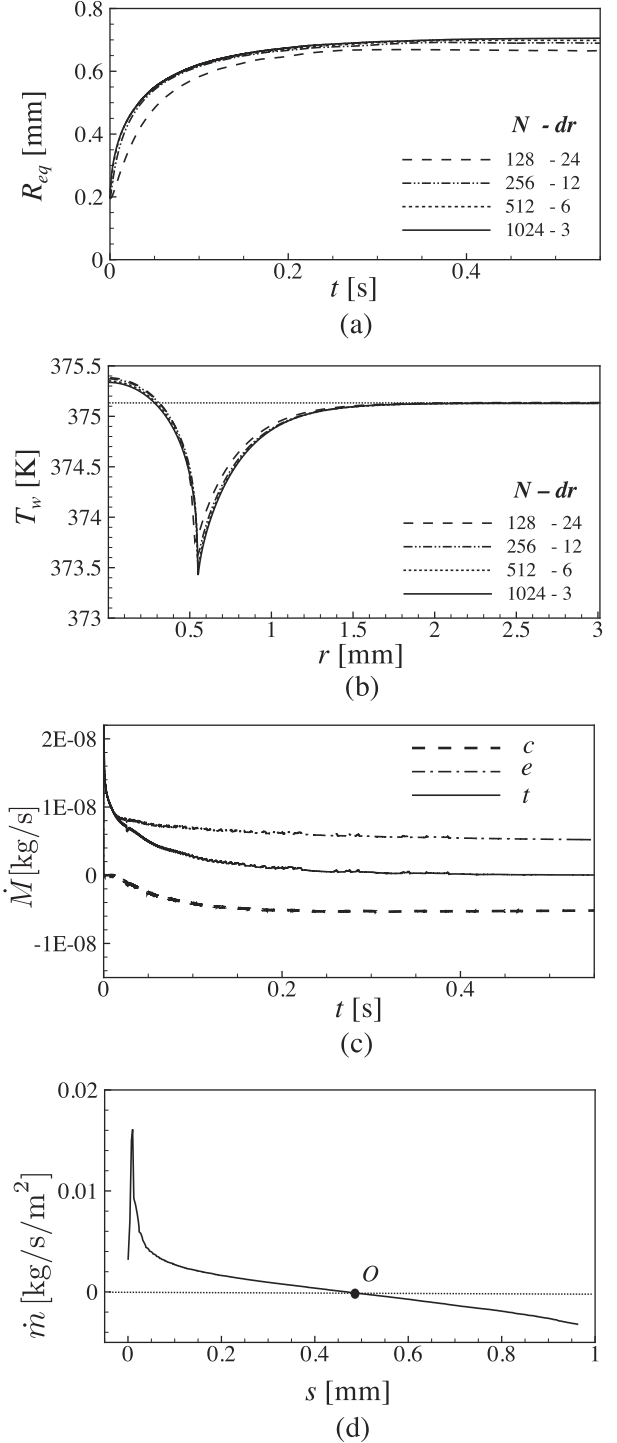 0.8
0.6
0.4
0.2
0
R_eq [mm]
N - dr
128 - 24
256 - 12
512 - 6
1024 - 3
0 0.2 0.4
t [s]
(a)
375.5
375
374.5
374
373.5
373
T_w [K]
N – dr
128 - 24
256 - 12
512 - 6
1024 - 3
0.5 1 1.5 2 2.5 3
r [mm]
(b)
2E-08
1E-08
0
-1E-08
Ṁ [kg/s]
c
e
t
0 0.2 0.4
t [s]
(c)
0.02
0.01
0
ṁ [kg/s/m²]
O
0 0.2 0.4 0.6 0.8 1
s [mm]
(d)